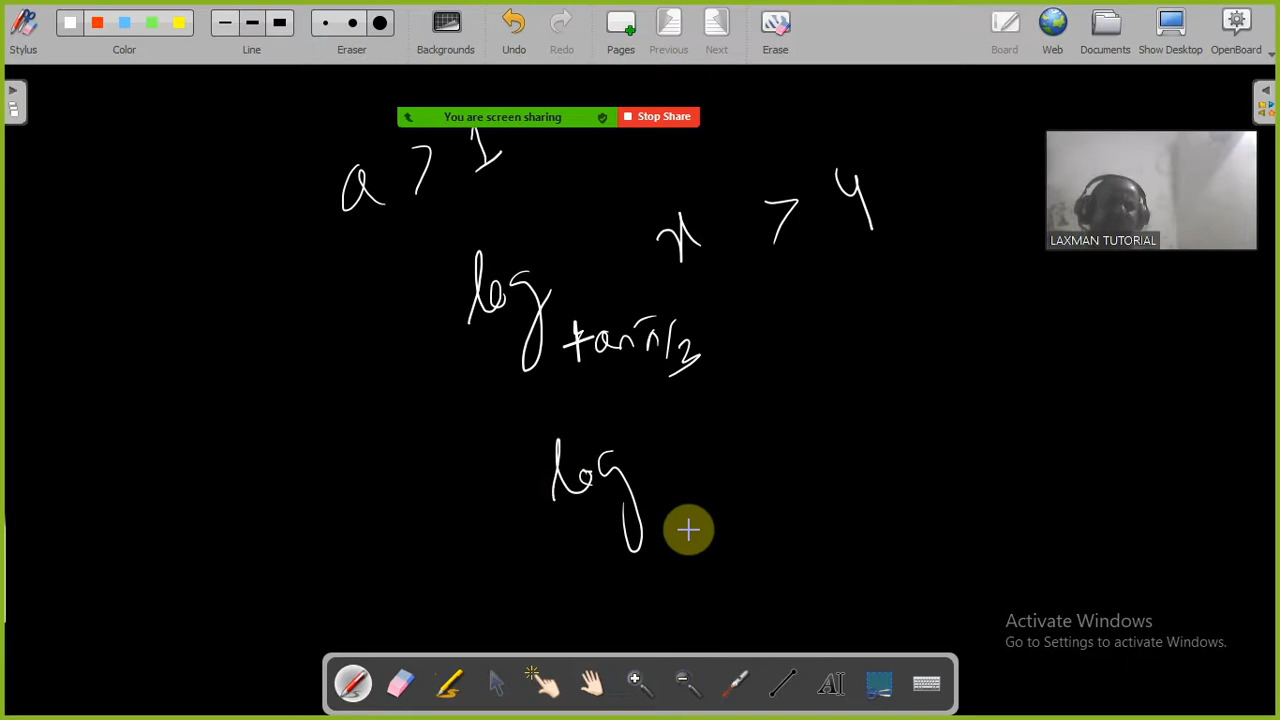 Stylus
Color
Line
Eraser
Backgrounds
Undo
Redo
Pages
Previous
Next
Erase
Board
Web
Documents
Show Desktop
OpenBoard
You are screen sharing
Stop Share
a > 1
x > 4
log tan π/3
log
LAXMAN TUTORIAL
Activate Windows
Go to Settings to activate Windows.
AI